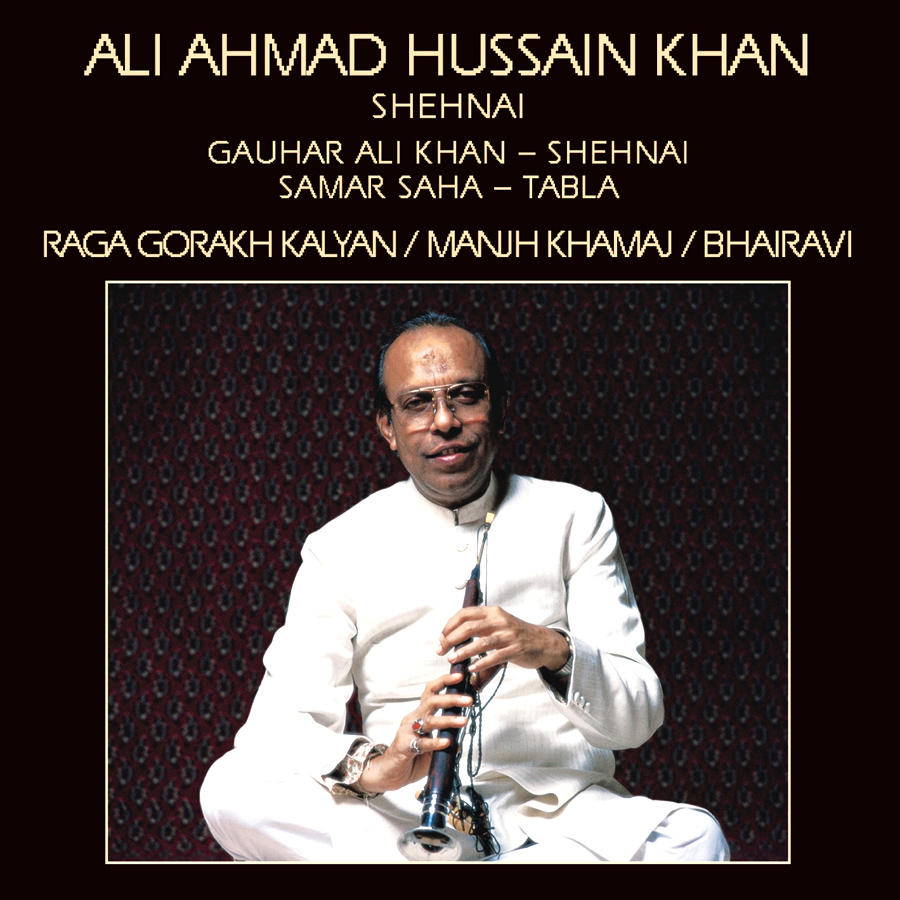 ALI AHMAD HUSSAIN KHAN
SHEHNAI
GAUHAR ALI KHAN – SHEHNAI
SAMAR SAHA – TABLA
RAGA GORAKH KALYAN / MANJH KHAMAJ / BHAIRAVI